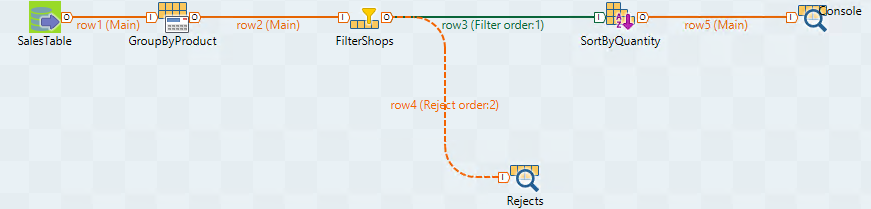 row1 (Main)
row2 (Main)
row3 (Filter order:1)
row5 (Main)
Console
SalesTable
GroupByProduct
FilterShops
SortByQuantity
row4 (Reject order:2)
Rejects